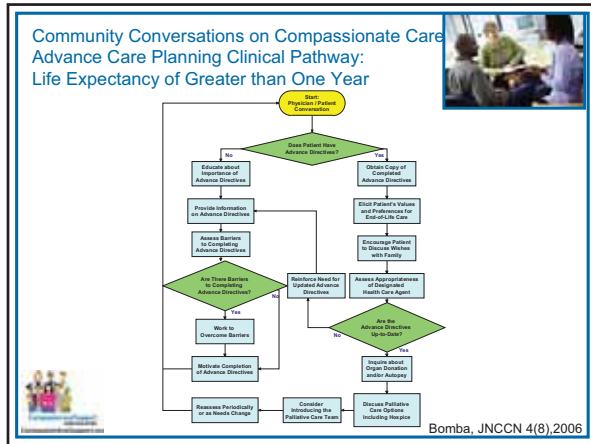 Community Conversations on Compassionate Care
Advance Care Planning Clinical Pathway:
Life Expectancy of Greater than One Year
Start:
Physician / Patient
Conversation
Does Patient Have
Advance Directives?
No
Yes
Educate about
Importance of
Advance Directives
Obtain Copy of
Completed
Advance Directives
Provide Information
on Advance Directives
Elicit Patient's Values
and Preferences for
End-of-Life Care
Assess Barriers
to Completing
Advance Directives
Encourage Patient
to Discuss Wishes
with Family
Are There Barriers
to Completing
Advance Directives?
No
Yes
Reinforce Need for
Updated Advance
Directives
Assess Appropriateness
of Designated
Health Care Agent
Work to
Overcome Barriers
Are the
Advance Directives
Up-to-Date?
No
Yes
Motivate Completion
of Advance Directives
Inquire about
Organ Donation
and/or Autopsy
Reassess Periodically
or as Needs Change
Consider
Introducing the
Palliative Care Team
Discuss Palliative
Care Options
Including Hospice
Bomba, JNCCN 4(8),2006